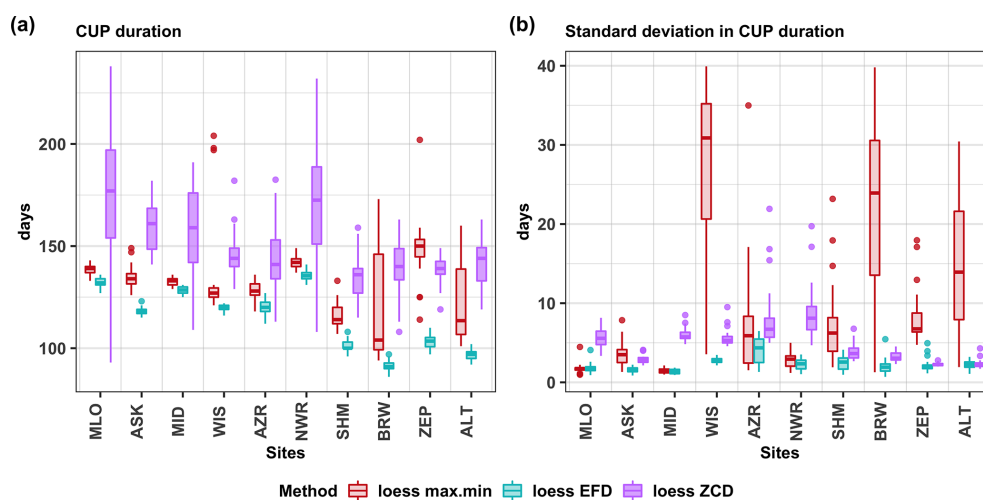 (a)
CUP duration
days
200
150
100
MLO
ASK
MID
WIS
AZR
NWR
SHM
BRW
ZEP
ALT
Sites
(b)
Standard deviation in CUP duration
days
40
30
20
10
0
MLO
ASK
MID
WIS
AZR
NWR
SHM
BRW
ZEP
ALT
Sites
Method loess max.min loess EFD loess ZCD